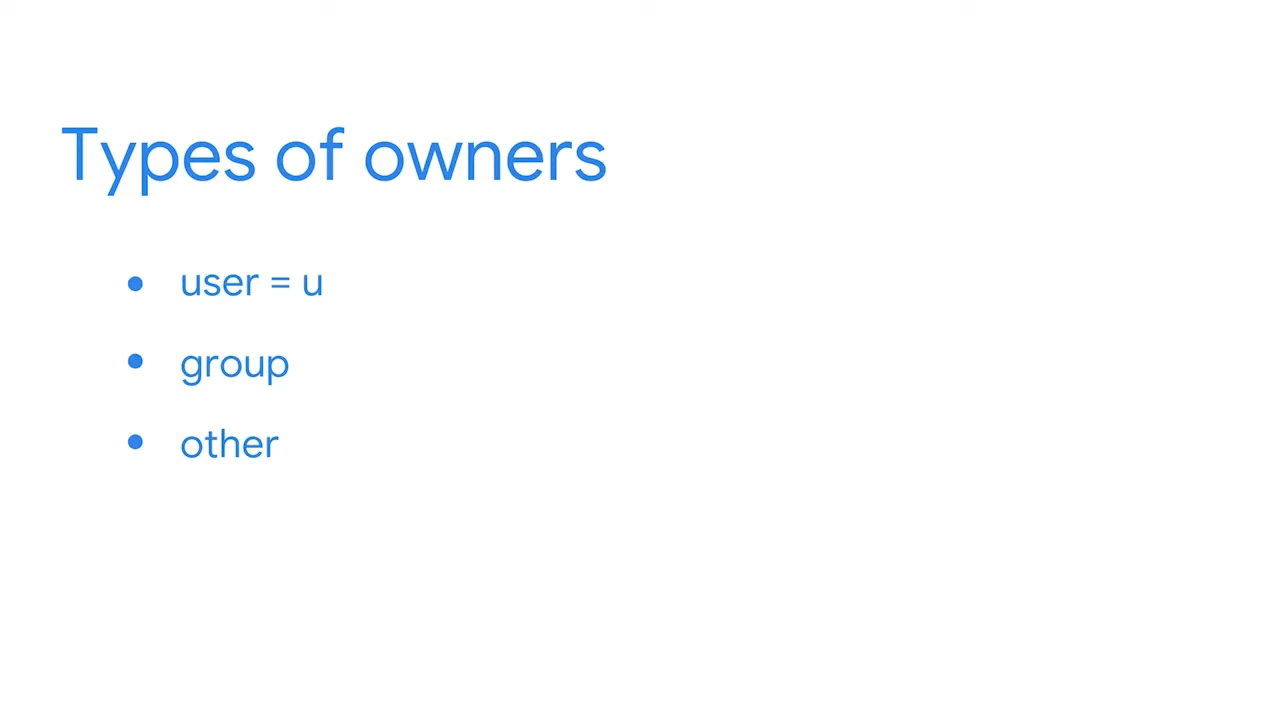 Types of owners
• user = u
• group
• other